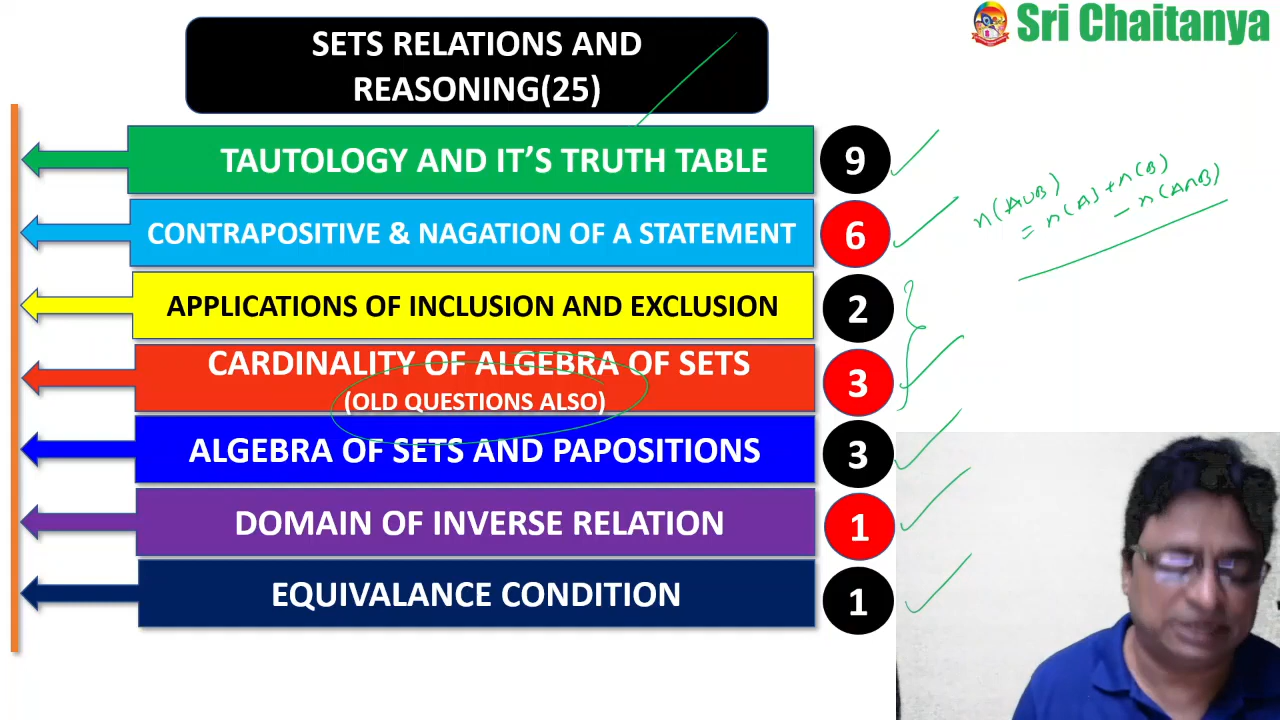 Sri Chaitanya
SETS RELATIONS AND
REASONING(25)
TAUTOLOGY AND IT’S TRUTH TABLE
9
CONTRAPOSITIVE & NAGATION OF A STATEMENT
6
APPLICATIONS OF INCLUSION AND EXCLUSION
2
CARDINALITY OF ALGEBRA OF SETS
(OLD QUESTIONS ALSO)
3
ALGEBRA OF SETS AND PAPOSITIONS
3
DOMAIN OF INVERSE RELATION
1
EQUIVALANCE CONDITION
1
n(A∪B)
= n(A) + n(B)
− n(A∩B)